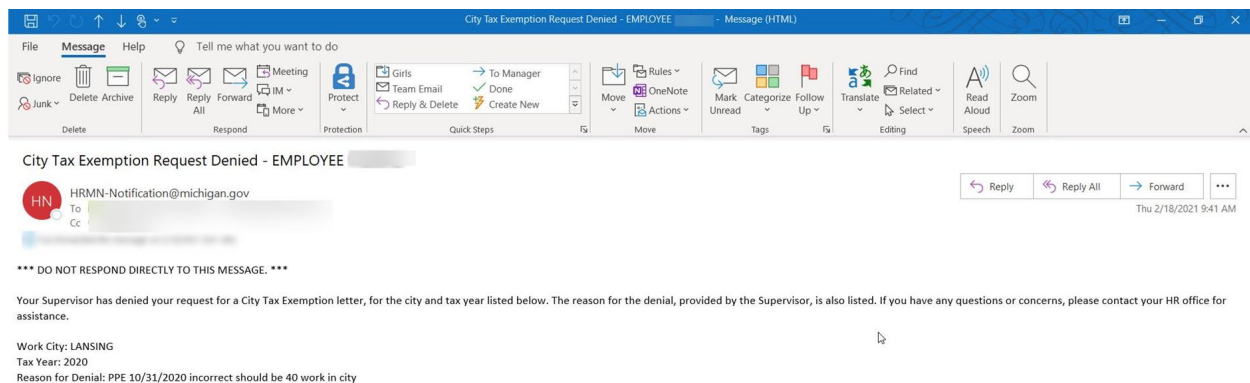 City Tax Exemption Request Denied - EMPLOYEE - Message (HTML)
File Message Help Tell me what you want to do
Ignore
Junk
Delete
Archive
Reply
Reply All
Forward
Meeting
IM
More
Protect
Girls
Team Email
Reply & Delete
To Manager
Done
Create New
Move
Rules
OneNote
Actions
Mark Unread
Categorize
Follow Up
Translate
Find
Related
Select
Read Aloud
Zoom
Delete Respond Protection Quick Steps Move Tags Editing Speech Zoom
City Tax Exemption Request Denied - EMPLOYEE
HN
HRMN-Notification@michigan.gov
To
Cc
Reply Reply All Forward
Thu 2/18/2021 9:41 AM
*** DO NOT RESPOND DIRECTLY TO THIS MESSAGE. ***
Your Supervisor has denied your request for a City Tax Exemption letter, for the city and tax year listed below. The reason for the denial, provided by the Supervisor, is also listed. If you have any questions or concerns, please contact your HR office for
assistance.
Work City: LANSING
Tax Year: 2020
Reason for Denial: PPE 10/31/2020 incorrect should be 40 work in city